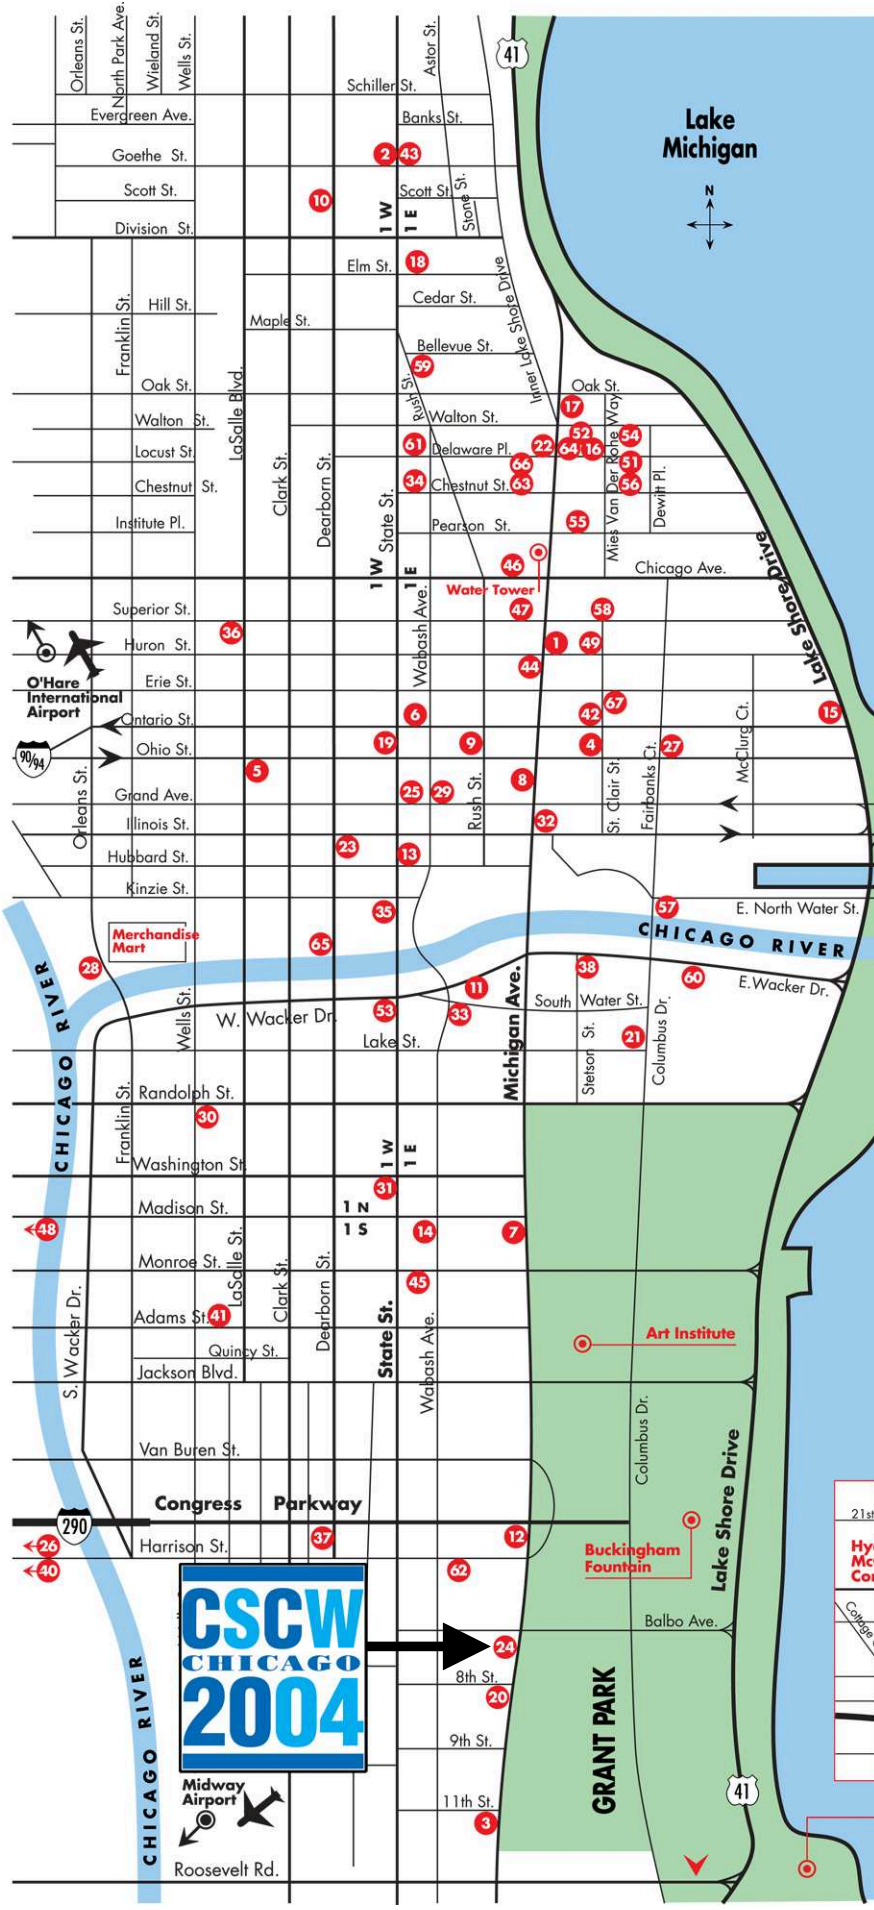 Orleans St.
North Park Ave.
Wieland St.
Wells St.
Astor St.
41
Schiller St.
Evergreen Ave.
Banks St.
Lake
Michigan
Goethe St.
2
43
N
Scott St.
10
Scott St.
Stone St.
1 W
1 E
Division St.
Elm St.
18
Inner Lake Shore Drive
Cedar St.
Franklin St.
Hill St.
Maple St.
Bellevue St.
59
Rush St.
Oak St.
LaSalle Blvd.
Oak St.
17
Walton St.
Walton St.
52
54
Mies Van Der Rohe Way
Locust St.
61
Delaware Pl.
22
64
16
66
51
Chestnut St.
Clark St.
Dearborn St.
State St.
34
Chestnut St.
63
56
Dewitt Pl.
Institute Pl.
Pearson St.
55
46
1 W
1 E
Chicago Ave.
Water Tower
Lake Shore Drive
Superior St.
Wabash Ave.
47
58
36
Huron St.
1
49
44
O'Hare
International
Airport
Erie St.
67
Ontario St.
6
42
15
90/94
Ohio St.
19
9
4
27
McClurg Ct.
5
8
Orleans St.
Grand Ave.
25
29
Rush St.
St. Clair St.
Fairbanks Ct.
Illinois St.
32
Hubbard St.
23
13
Kinzie St.
35
57
E. North Water St.
Merchandise
Mart
65
CHICAGO RIVER
28
38
60
E.Wacker Dr.
11
CHICAGO RIVER
Wells St.
W. Wacker Dr.
53
33
South Water St.
Lake St.
Michigan Ave.
Stetson St.
21
Columbus Dr.
Randolph St.
30
Franklin St.
Washington St.
1 W
1 E
31
Madison St.
1 N
1 S
48
14
7
Monroe St.
LaSalle St.
Clark St.
Dearborn St.
45
S. Wacker Dr.
Adams St.
41
State St.
Wabash Ave.
Art Institute
Quincy St.
Jackson Blvd.
Columbus Dr.
Van Buren St.
Lake Shore Drive
Congress Parkway
290
21st
26
Harrison St.
37
12
Buckingham
Fountain
40
62
CSCW
CHICAGO
2004
Balbo Ave.
24
8th St.
20
GRANT PARK
CHICAGO RIVER
9th St.
Midway
Airport
11th St.
41
3
Roosevelt Rd.